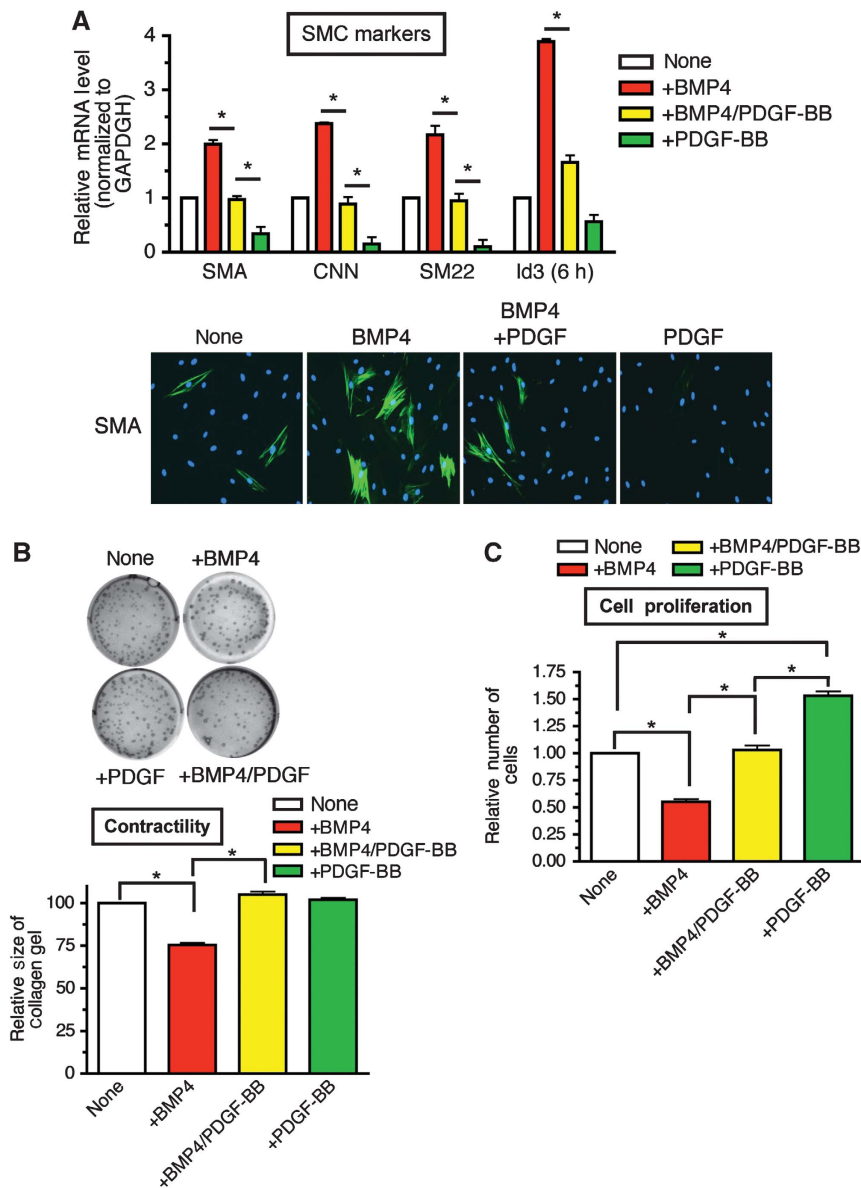 A
SMC markers
None
+BMP4
+BMP4/PDGF-BB
+PDGF-BB
Relative mRNA level
(normalized to
GAPDGH)
4
3
2
1
0
*
*
*
*
*
*
*
SMA
CNN
SM22
Id3 (6 h)
None
BMP4
BMP4
+PDGF
PDGF
SMA
B
None
+BMP4
+PDGF
+BMP4/PDGF
None
+BMP4
+BMP4/PDGF-BB
+PDGF-BB
Contractility
Relative size of
collagen gel
100
75
50
25
0
*
*
None
+BMP4
+BMP4/PDGF-BB
+PDGF-BB
C
None
+BMP4/PDGF-BB
+BMP4
+PDGF-BB
Cell proliferation
Relative number of
cells
1.75
1.50
1.25
1.00
0.75
0.50
0.25
0.00
*
*
*
*
None
+BMP4
+BMP4/PDGF-BB
+PDGF-BB